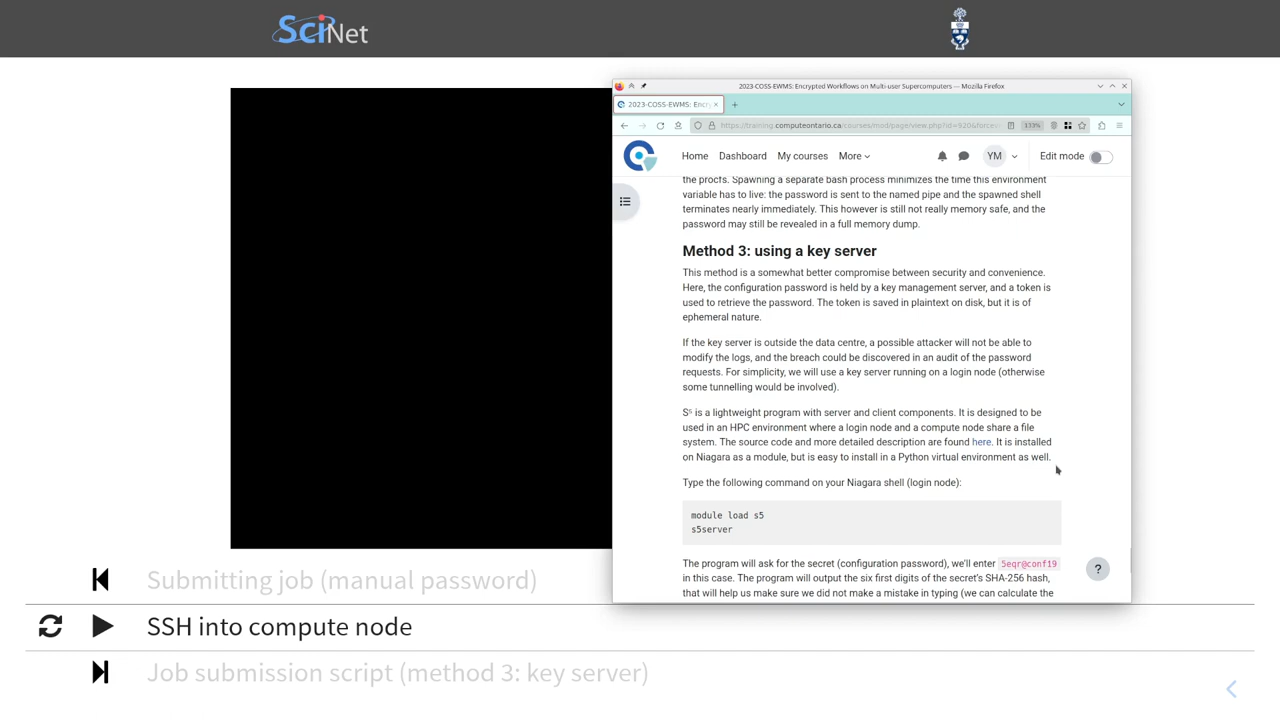 SciNet
2023-COSS-EWMS: Encrypted Workflows on Multi-user Supercomputers — Mozilla Firefox
2023-COSS-EWMS: Encry
https://training.computeontario.ca/courses/mod/page/view.php?id=920&forces
133%
Home Dashboard My courses More YM Edit mode
the procfs. Spawning a separate bash process minimizes the time this environment
variable has to live: the password is sent to the named pipe and the spawned shell
terminates nearly immediately. This however is still not really memory safe, and the
password may still be revealed in a full memory dump.
Method 3: using a key server
This method is a somewhat better compromise between security and convenience.
Here, the configuration password is held by a key management server, and a token is
used to retrieve the password. The token is saved in plaintext on disk, but it is of
ephemeral nature.
If the key server is outside the data centre, a possible attacker will not be able to
modify the logs, and the breach could be discovered in an audit of the password
requests. For simplicity, we will use a key server running on a login node (otherwise
some tunnelling would be involved).
S⁵ is a lightweight program with server and client components. It is designed to be
used in an HPC environment where a login node and a compute node share a file
system. The source code and more detailed description are found here. It is installed
on Niagara as a module, but is easy to install in a Python virtual environment as well.
Type the following command on your Niagara shell (login node):
module load s5
s5server
The program will ask for the secret (configuration password), we'll enter 5eqr@conf19
in this case. The program will output the six first digits of the secret's SHA-256 hash,
that will help us make sure we did not make a mistake in typing (we can calculate the
?
Submitting job (manual password)
SSH into compute node
Job submission script (method 3: key server)